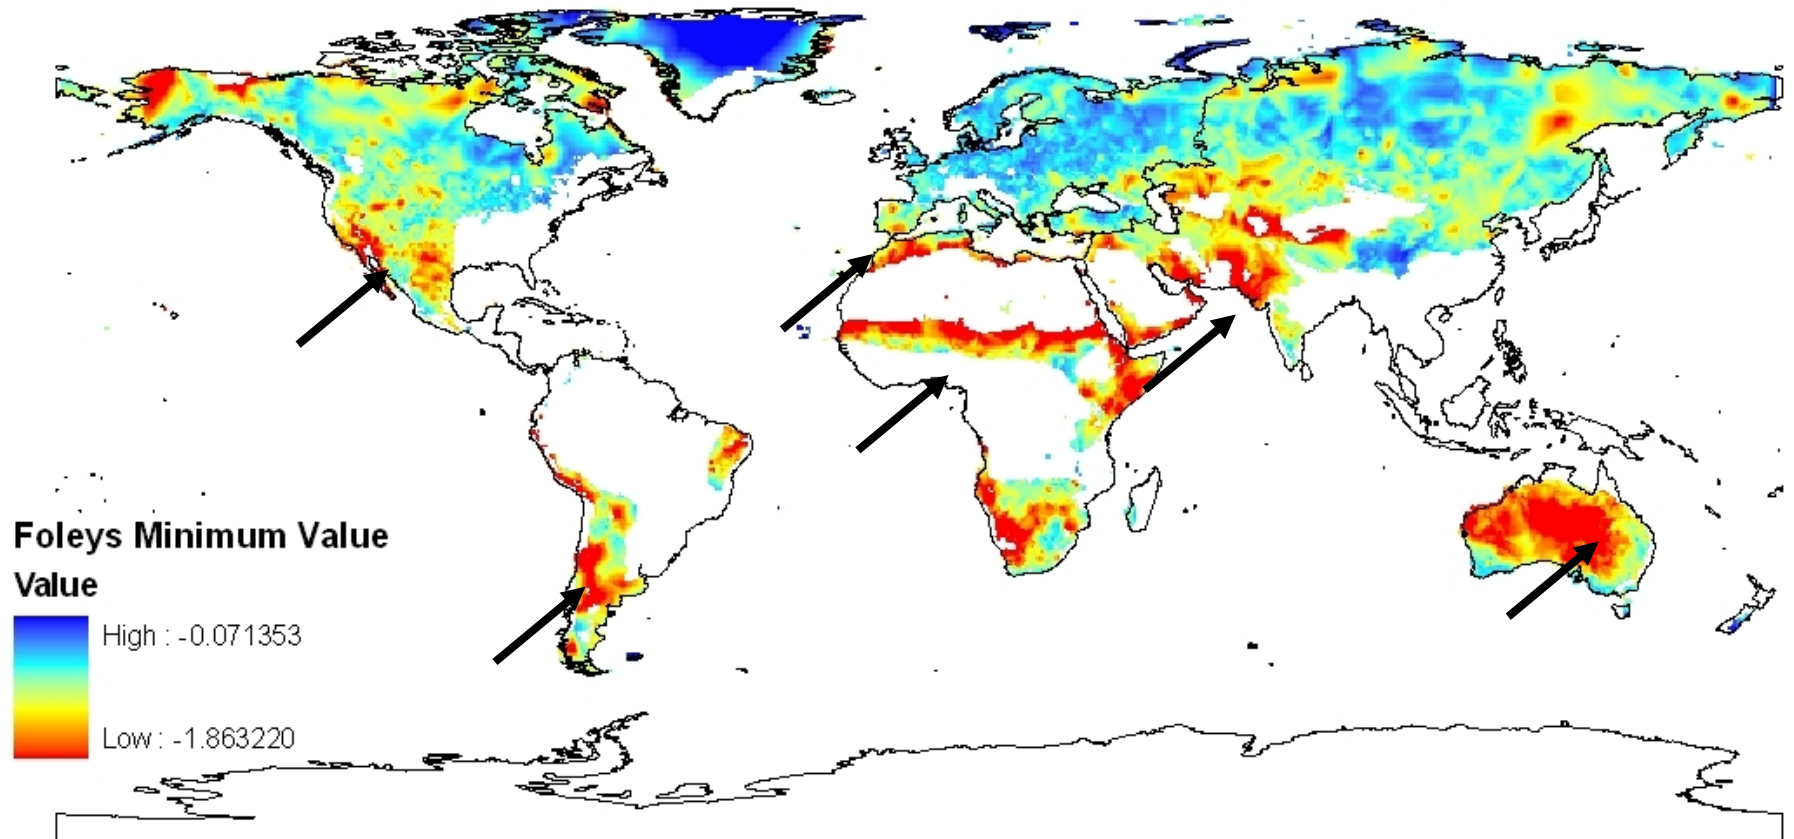 Foleys Minimum Value
Value
High : -0.071353
Low : -1.863220